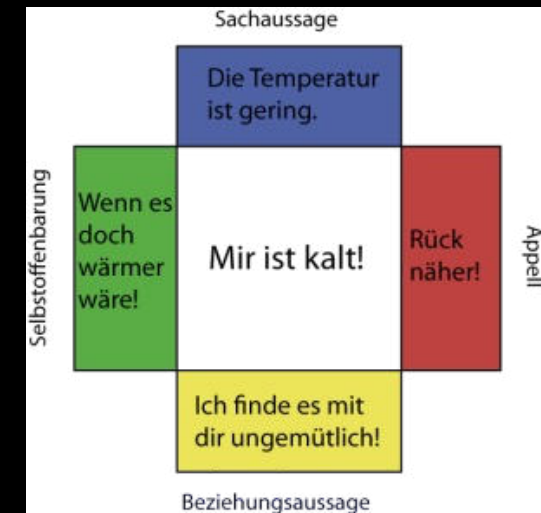 Sachaussage
Die Temperatur
ist gering.
Selbstoffenbarung
Wenn es
doch
wärmer
wäre!
Mir ist kalt!
Rück
näher!
Appell
Ich finde es mit
dir ungemütlich!
Beziehungsaussage